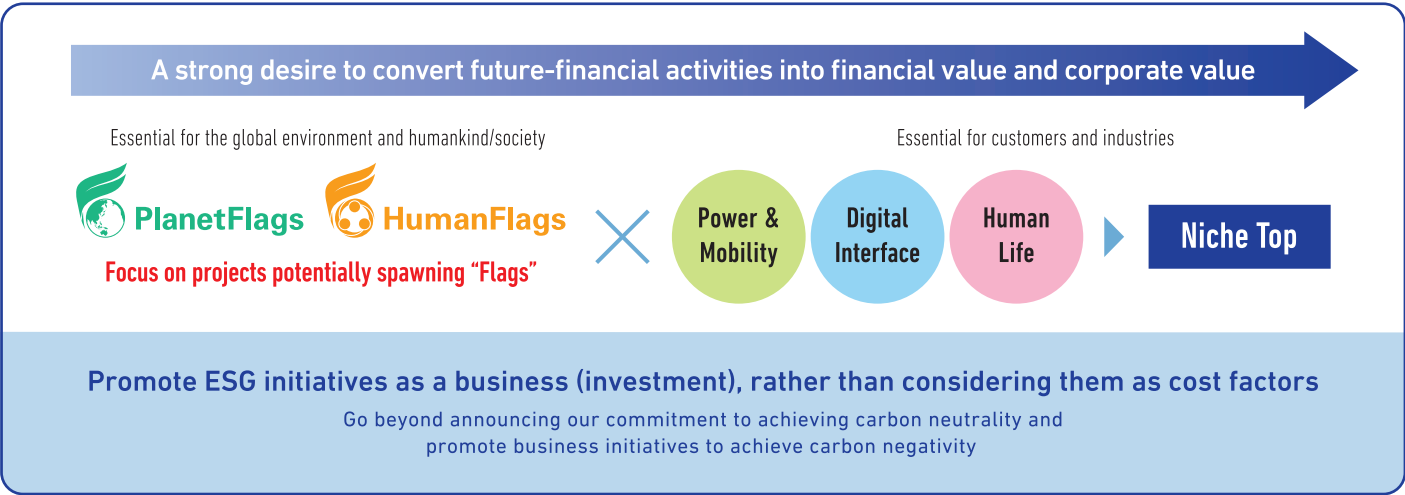 A strong desire to convert future-financial activities into financial value and corporate value
Essential for the global environment and humankind/society
Essential for customers and industries
PlanetFlags
HumanFlags
Power &
Mobility
Digital
Interface
Human
Life
Niche Top
Focus on projects potentially spawning “Flags”
Promote ESG initiatives as a business (investment), rather than considering them as cost factors
Go beyond announcing our commitment to achieving carbon neutrality and
promote business initiatives to achieve carbon negativity